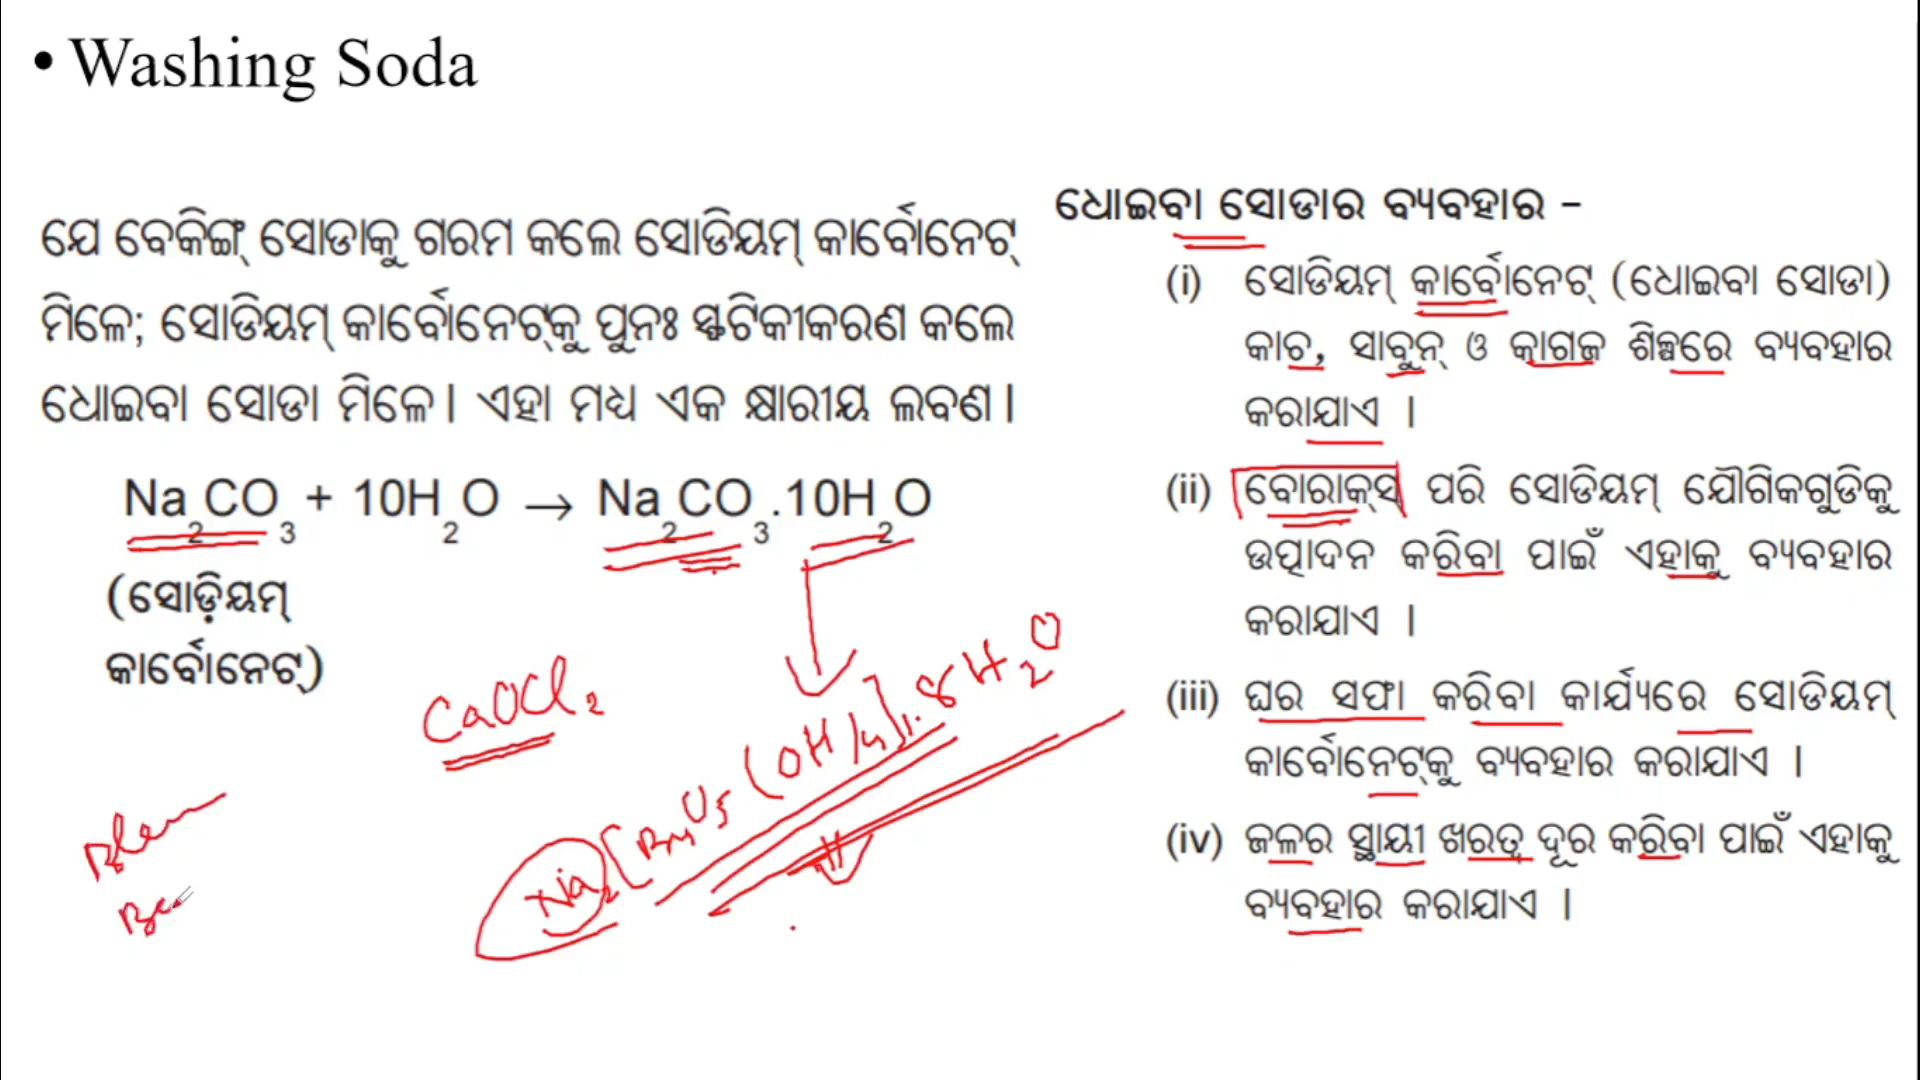 • Washing Soda
ଯେ ବେକିଙ୍ଗ୍ ସୋଡାକୁ ଗରମ କଲେ ସୋଡିୟମ୍ କାର୍ବୋନେଟ୍
ମିଳେ; ସୋଡିୟମ୍ କାର୍ବୋନେଟ୍‌କୁ ପୁନଃ ସ୍ଫଟିକୀକରଣ କଲେ
ଧୋଇବା ସୋଡା ମିଳେ। ଏହା ମଧ୍ୟ ଏକ କ୍ଷାରୀୟ ଲବଣ।
Na₂CO₃ + 10H₂O → Na₂CO₃.10H₂O
(ସୋଡ଼ିୟମ୍
କାର୍ବୋନେଟ୍)
CaOCl₂
ଧୋଇବା ସୋଡାର ବ୍ୟବହାର –
(i) ସୋଡିୟମ୍ କାର୍ବୋନେଟ୍ (ଧୋଇବା ସୋଡା)
କାଚ, ସାବୁନ୍ ଓ କାଗଜ ଶିଳ୍ପରେ ବ୍ୟବହାର
କରାଯାଏ ।
(ii) ବୋରାକ୍ସ ପରି ସୋଡିୟମ୍ ଯୌଗିକଗୁଡିକୁ
ଉତ୍ପାଦନ କରିବା ପାଇଁ ଏହାକୁ ବ୍ୟବହାର
କରାଯାଏ ।
(iii) ଘର ସଫା କରିବା କାର୍ଯ୍ୟରେ ସୋଡିୟମ୍
କାର୍ବୋନେଟ୍‌କୁ ବ୍ୟବହାର କରାଯାଏ ।
(iv) ଜଳର ସ୍ଥାୟୀ ଖରତ୍ୱ ଦୂର କରିବା ପାଇଁ ଏହାକୁ
ବ୍ୟବହାର କରାଯାଏ ।